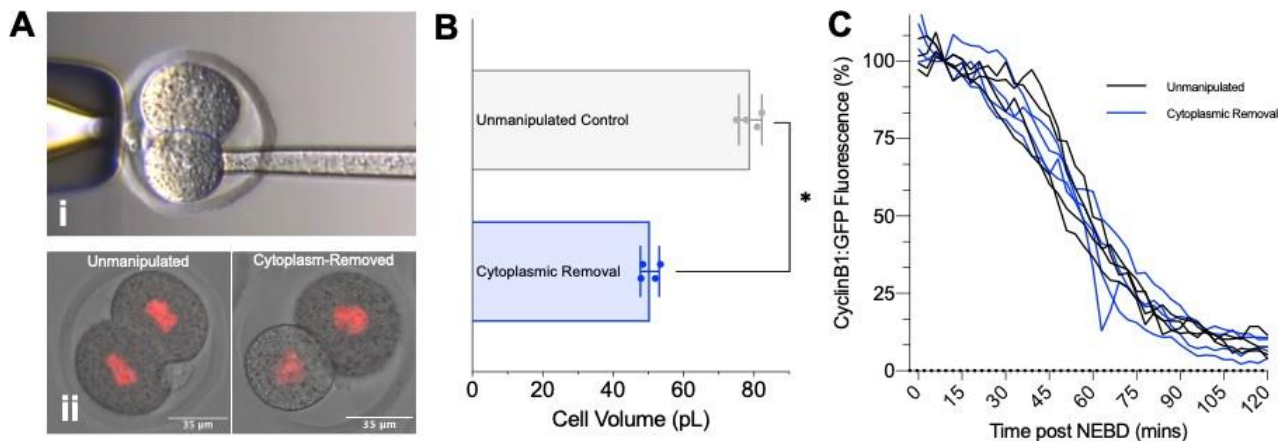 A
i
Unmanipulated
Cytoplasm-Removed
ii
35 µm
35 µm
B
Unmanipulated Control
Cytoplasmic Removal
*
0 20 40 60 80
Cell Volume (pL)
C
CyclinB1:GFP Fluorescence (%)
100
75
50
25
0
Unmanipulated
Cytoplasmic Removal
0 15 30 45 60 75 90 105 120
Time post NEBD (mins)